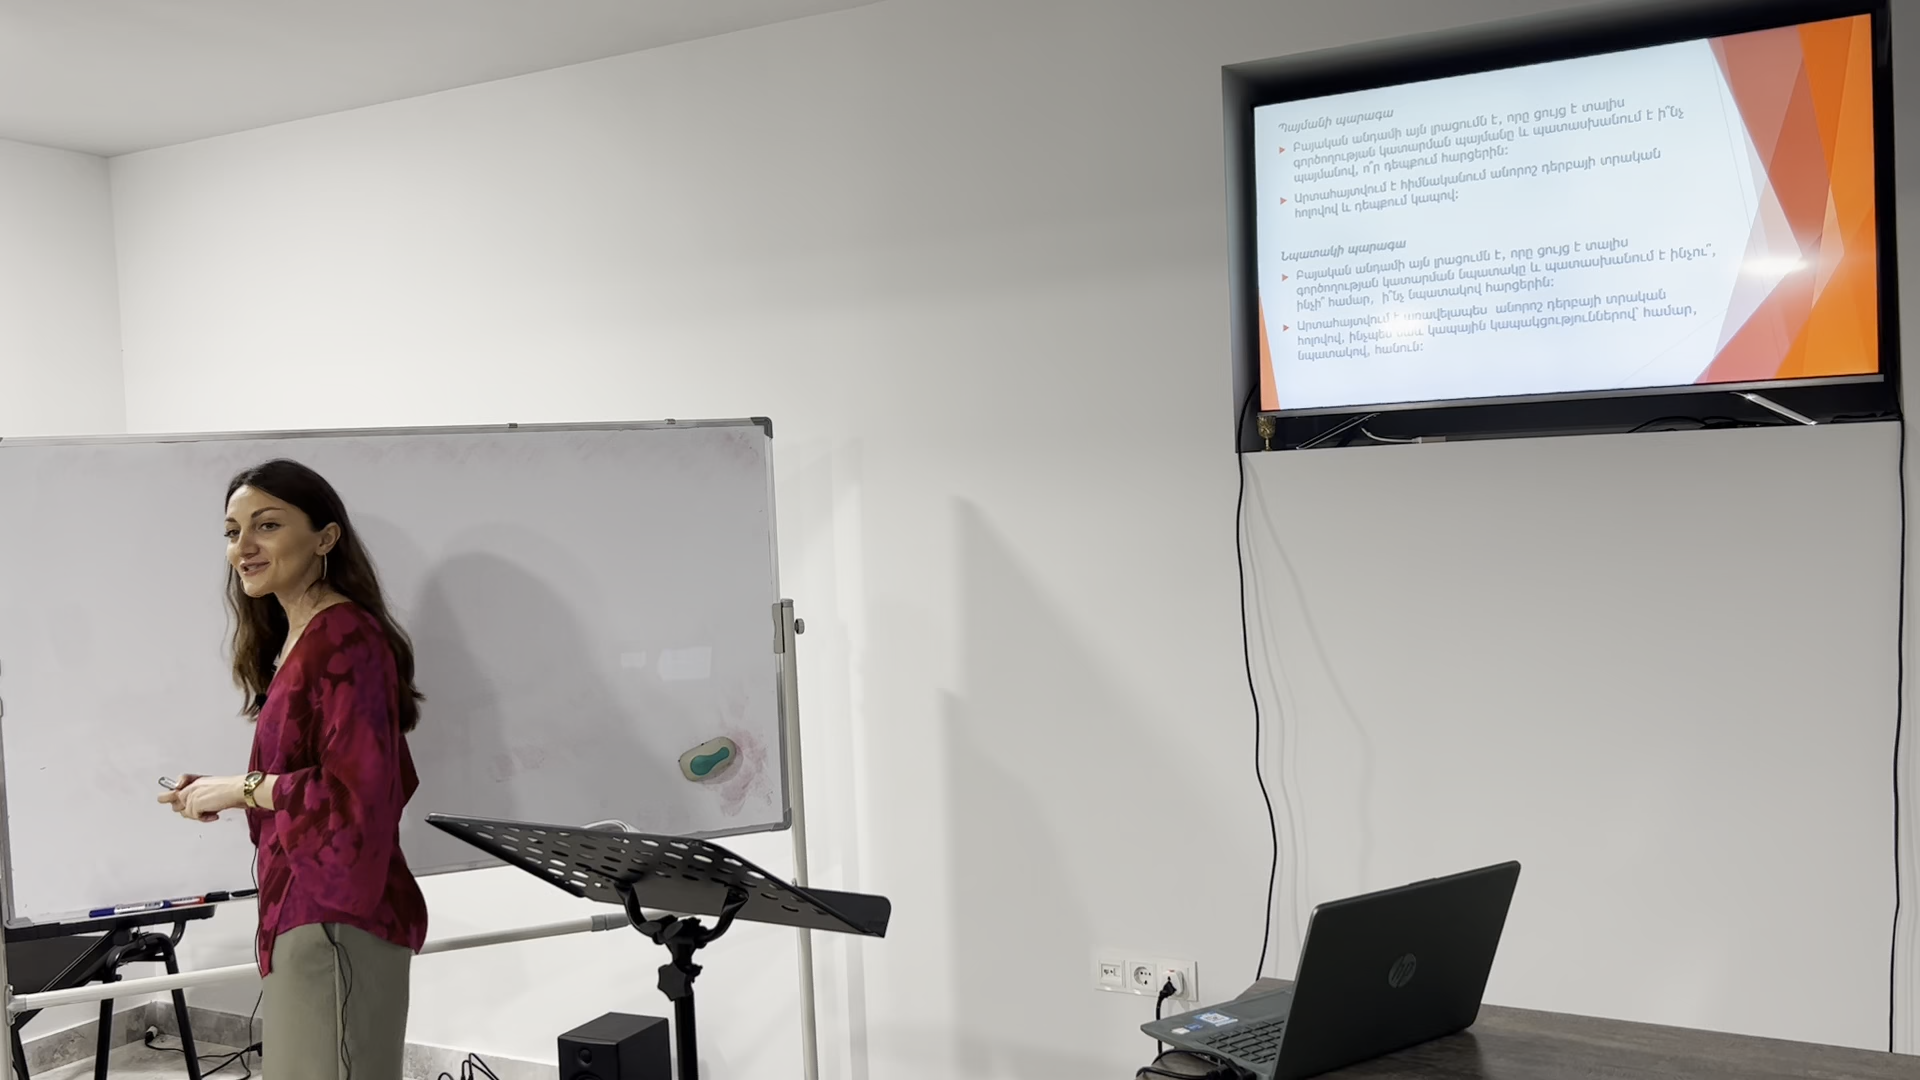 Պայմանի պարագա
Բայական անդամի այն լրացումն է, որը ցույց է տալիս
գործողության կատարման պայմանը և պատասխանում է ի՞նչ
պայմանով, ո՞ր դեպքում հարցերին:
Արտահայտվում է հիմնականում անորոշ դերբայի տրական
հոլովով և դեպքում կապով:
Նպատակի պարագա
Բայական անդամի այն լրացումն է, որը ցույց է տալիս
գործողության կատարման նպատակը և պատասխանում է ինչու՞,
ինչի՞ համար, ի՞նչ նպատակով հարցերին:
Արտահայտվում է առավելապես անորոշ դերբայի տրական
հոլովով, ինչպես նաև կապային կապակցություններով՝ համար,
նպատակով, հանուն:
hp